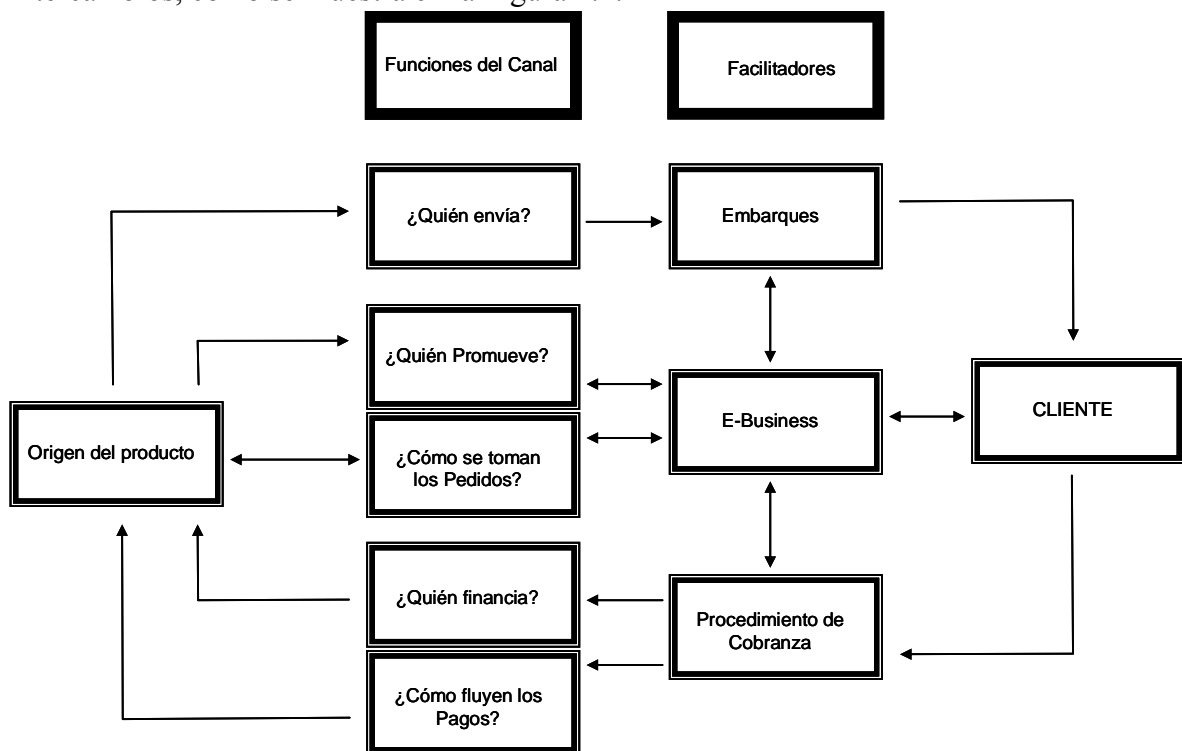 Funciones del Canal
Facilitadores
¿Quién envía?
Embarques
¿Quién Promueve?
E-Business
CLIENTE
Origen del producto
¿Cómo se toman
los Pedidos?
¿Quién financia?
Procedimiento de
Cobranza
¿Cómo fluyen los
Pagos?